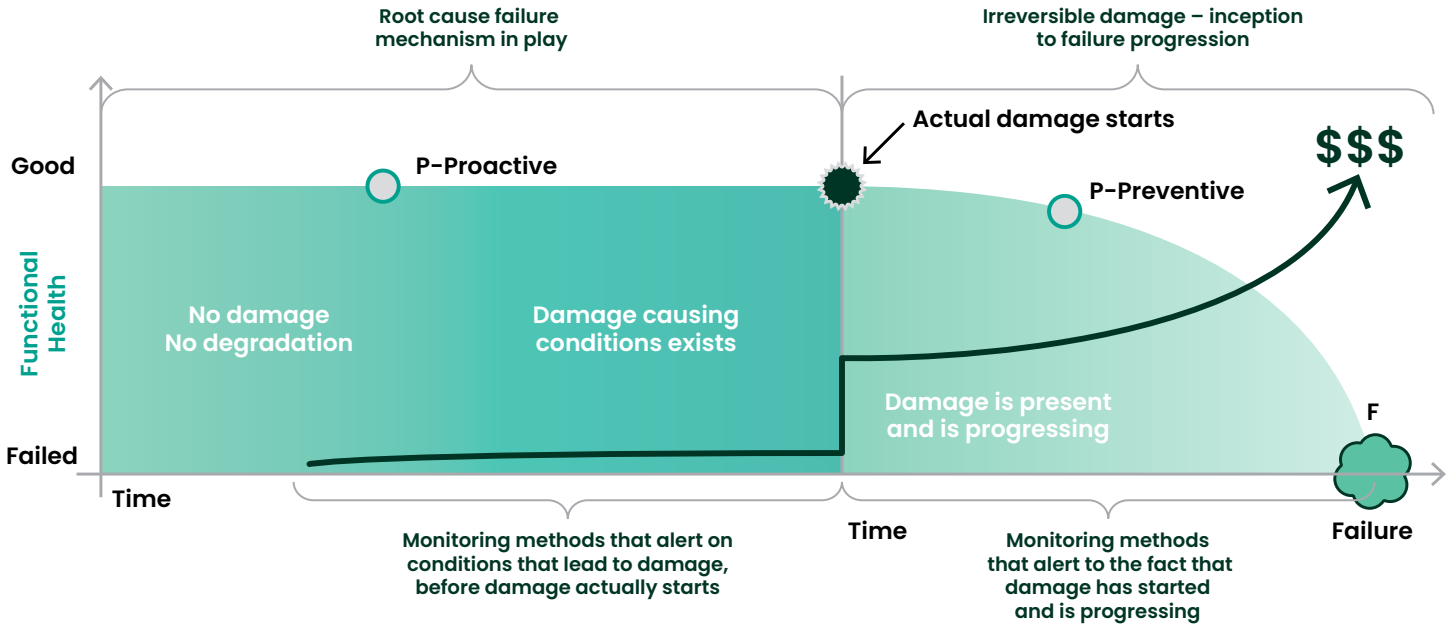 Root cause failure
mechanism in play
Irreversible damage – inception
to failure progression
Actual damage starts
$$$
Good
P-Proactive
P-Preventive
Functional
Health
No damage
No degradation
Damage causing
conditions exists
Damage is present
and is progressing
F
Failed
Time
Time
Failure
Monitoring methods that alert on
conditions that lead to damage,
before damage actually starts
Monitoring methods
that alert to the fact that
damage has started
and is progressing